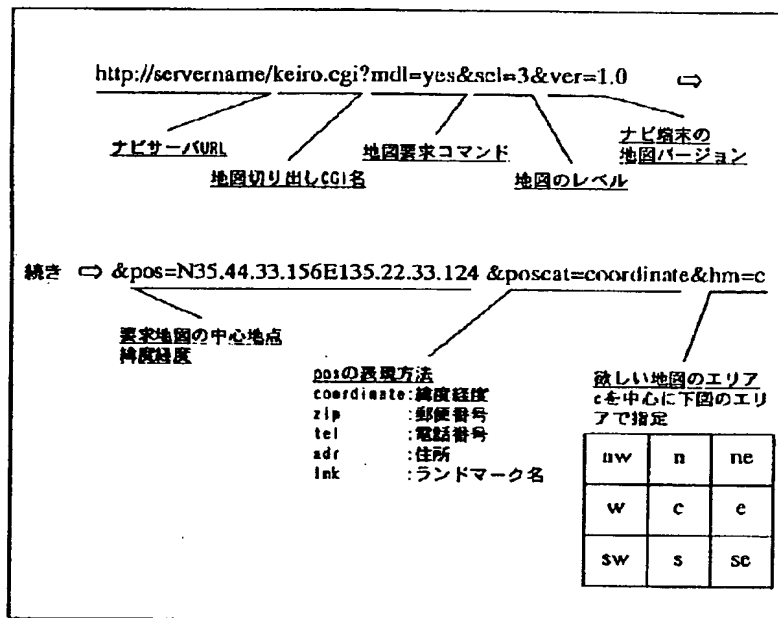 http://servername/keiro.cgi?mdl=yes&scl=3&ver=1.0 ⇨
ナビサーバURL
地図切り出しCGI名
地図要求コマンド
地図のレベル
ナビ端末の
地図バージョン
続き ⇨ &pos=N35.44.33.156E135.22.33.124 &poscat=coordinate&hm=c
要求地図の中心地点
緯度経度
posの表現方法
coordinate:緯度経度
zip :郵便番号
tel :電話番号
adr :住所
lnk :ランドマーク名
欲しい地図のエリア
cを中心に下図のエリ
アで指定
nw n ne
w c e
sw s se